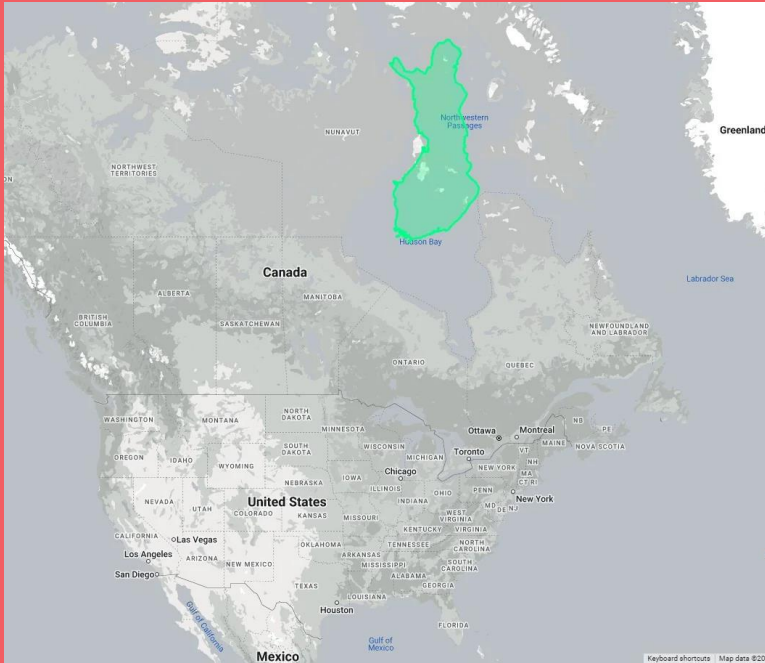 Greenland
Northwestern
Passages
NUNAVUT
NORTHWEST
TERRITORIES
ON
Hudson Bay
Canada
Labrador Sea
ALBERTA
MANITOBA
BRITISH
COLUMBIA
SASKATCHEWAN
NEWFOUNDLAND
AND LABRADOR
ONTARIO
QUEBEC
WASHINGTON
MONTANA
NORTH
DAKOTA
MINNESOTA
Ottawa
Montreal
NB
PE
MAINE
NOVA SCOTIA
OREGON
IDAHO
SOUTH
DAKOTA
WISCONSIN
MICHIGAN
Toronto
VT
NH
WYOMING
Chicago
NEW YORK
MA
CT RI
NEBRASKA
IOWA
ILLINOIS
OHIO
PENN
New York
NEVADA
UTAH
United States
COLORADO
KANSAS
MISSOURI
INDIANA
WEST
VIRGINIA
MD
DE
NJ
KENTUCKY
VIRGINIA
CALIFORNIA
Las Vegas
OKLAHOMA
TENNESSEE
NORTH
CAROLINA
Los Angeles
ARIZONA
NEW MEXICO
ARKANSAS
MISSISSIPPI
SOUTH
CAROLINA
San Diego
ALABAMA
GEORGIA
TEXAS
LOUISIANA
Houston
Gulf of California
FLORIDA
Gulf of
Mexico
Mexico
Keyboard shortcuts
Map data ©20